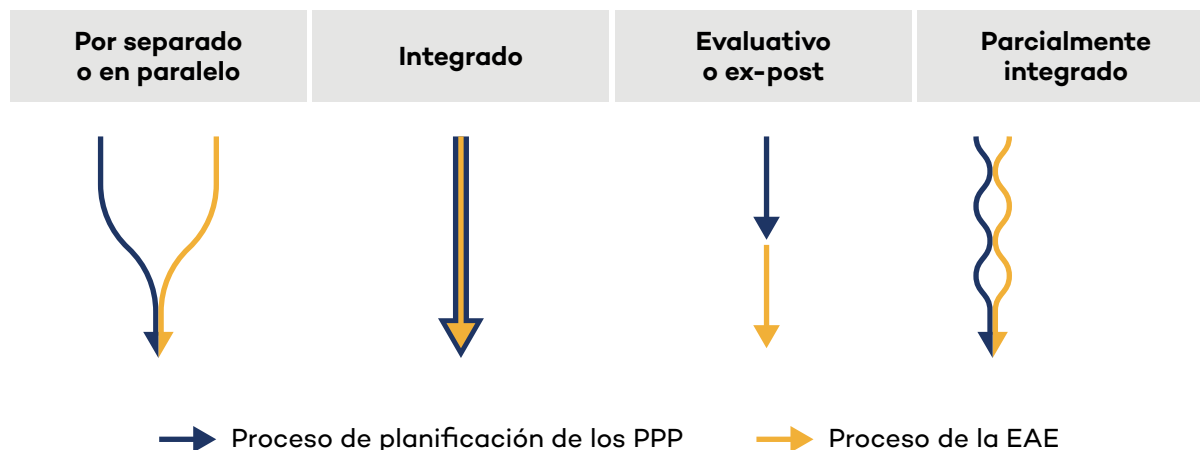 Por separado
o en paralelo
Integrado
Evaluativo
o ex-post
Parcialmente
integrado
Proceso de planificación de los PPP
Proceso de la EAE